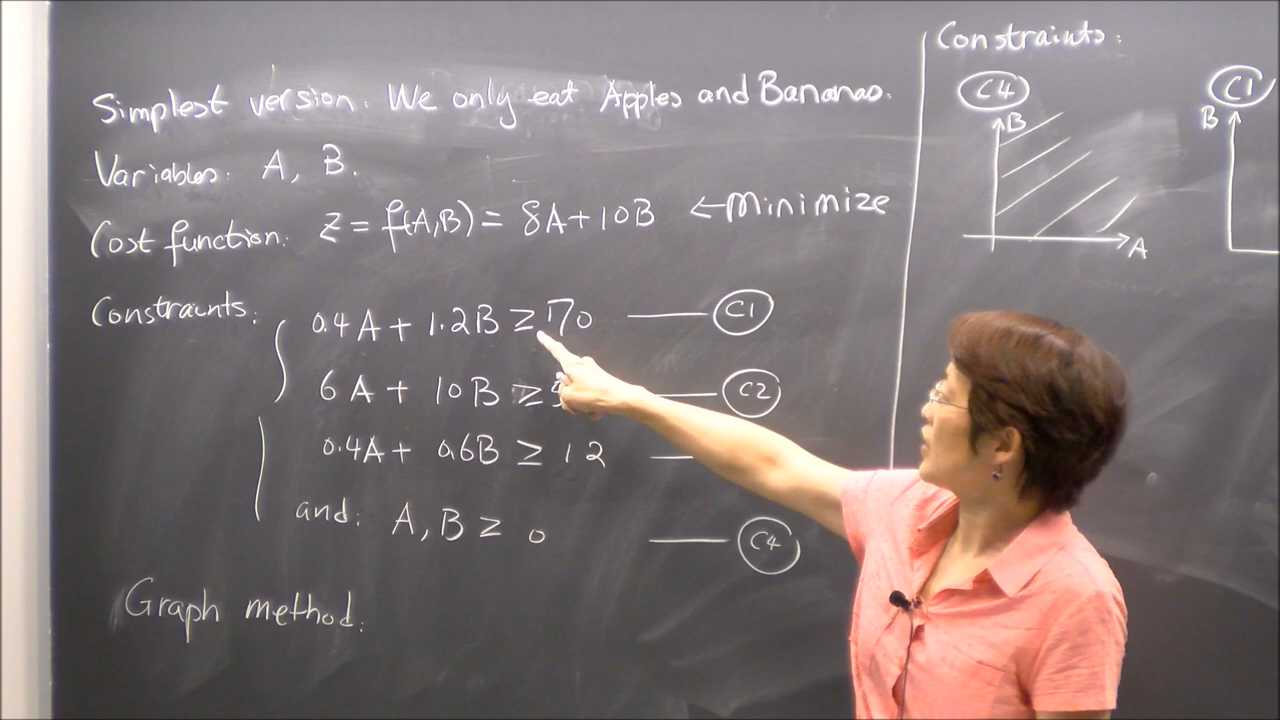 Simplest version: We only eat Apples and Bananas.
Variables: A, B.
Cost function: z = f(A,B) = 8A+10B ← Minimize
Constraints:
0.4A + 1.2B ≥ 70 — C1
6A + 10B ≥ — C2
0.4A + 0.6B ≥ 12 —
and: A, B ≥ 0 — C4
Graph method:
Constraints:
C4
B
A
C1
B